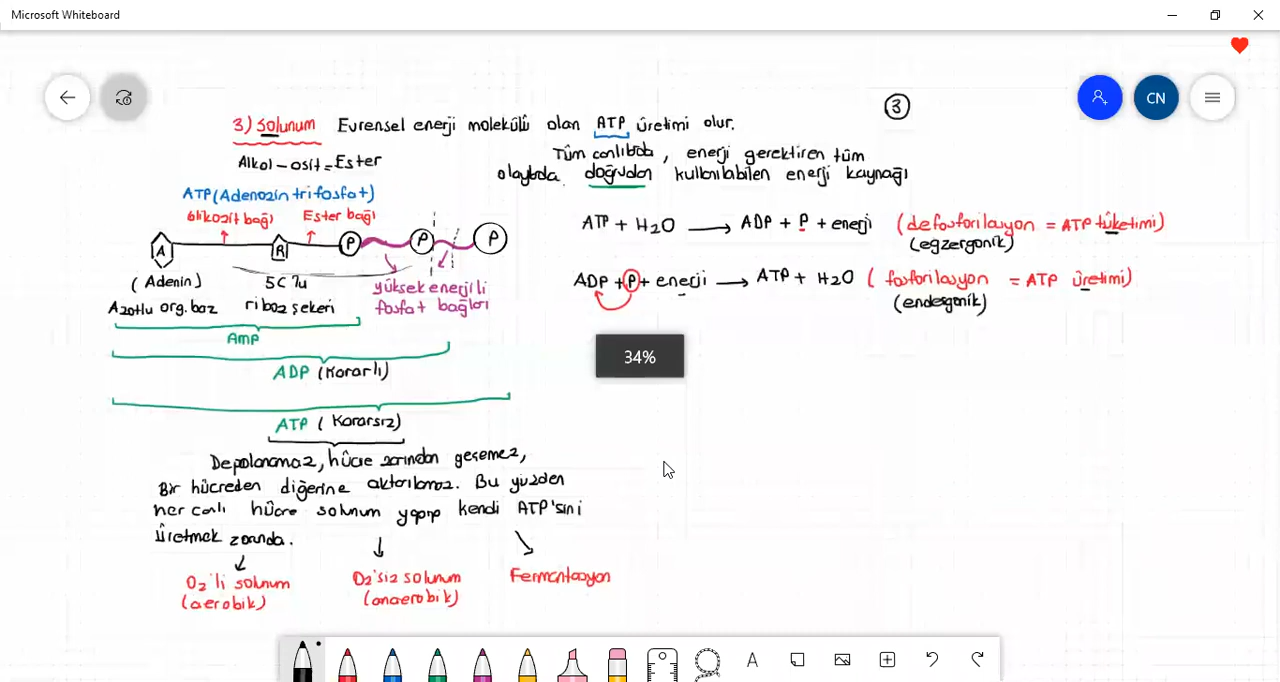 Microsoft Whiteboard
CN
3
3) Solunum Evrensel enerji molekülü olan ATP üretimi olur.
Tüm canlılarda, enerji gerektiren tüm
olaylarda doğrudan kullanılabilen enerji kaynağı
Alkol - asit = Ester
ATP (Adenozin trifosfat)
Glikozit bağı Ester bağı
A R P P P
(Adenin) 5C'lu yüksek enerjili
Azotlu org. baz riboz şekeri fosfat bağları
AMP
ADP (Kararlı)
ATP (Kararsız)
Depolanamaz, hücre zarından geçemez,
Bir hücreden diğerine aktarılamaz. Bu yüzden
her canlı hücre solunum yapıp kendi ATP'sini
üretmek zorunda.
O2'li solunum O2'siz solunum Fermantasyon
(aerobik) (anaerobik)
ATP + H2O → ADP + P + enerji (defosforilasyon = ATP tüketimi)
(egzergonik)
ADP + P + enerji → ATP + H2O (fosforilasyon = ATP üretimi)
(endergonik)
34%
A